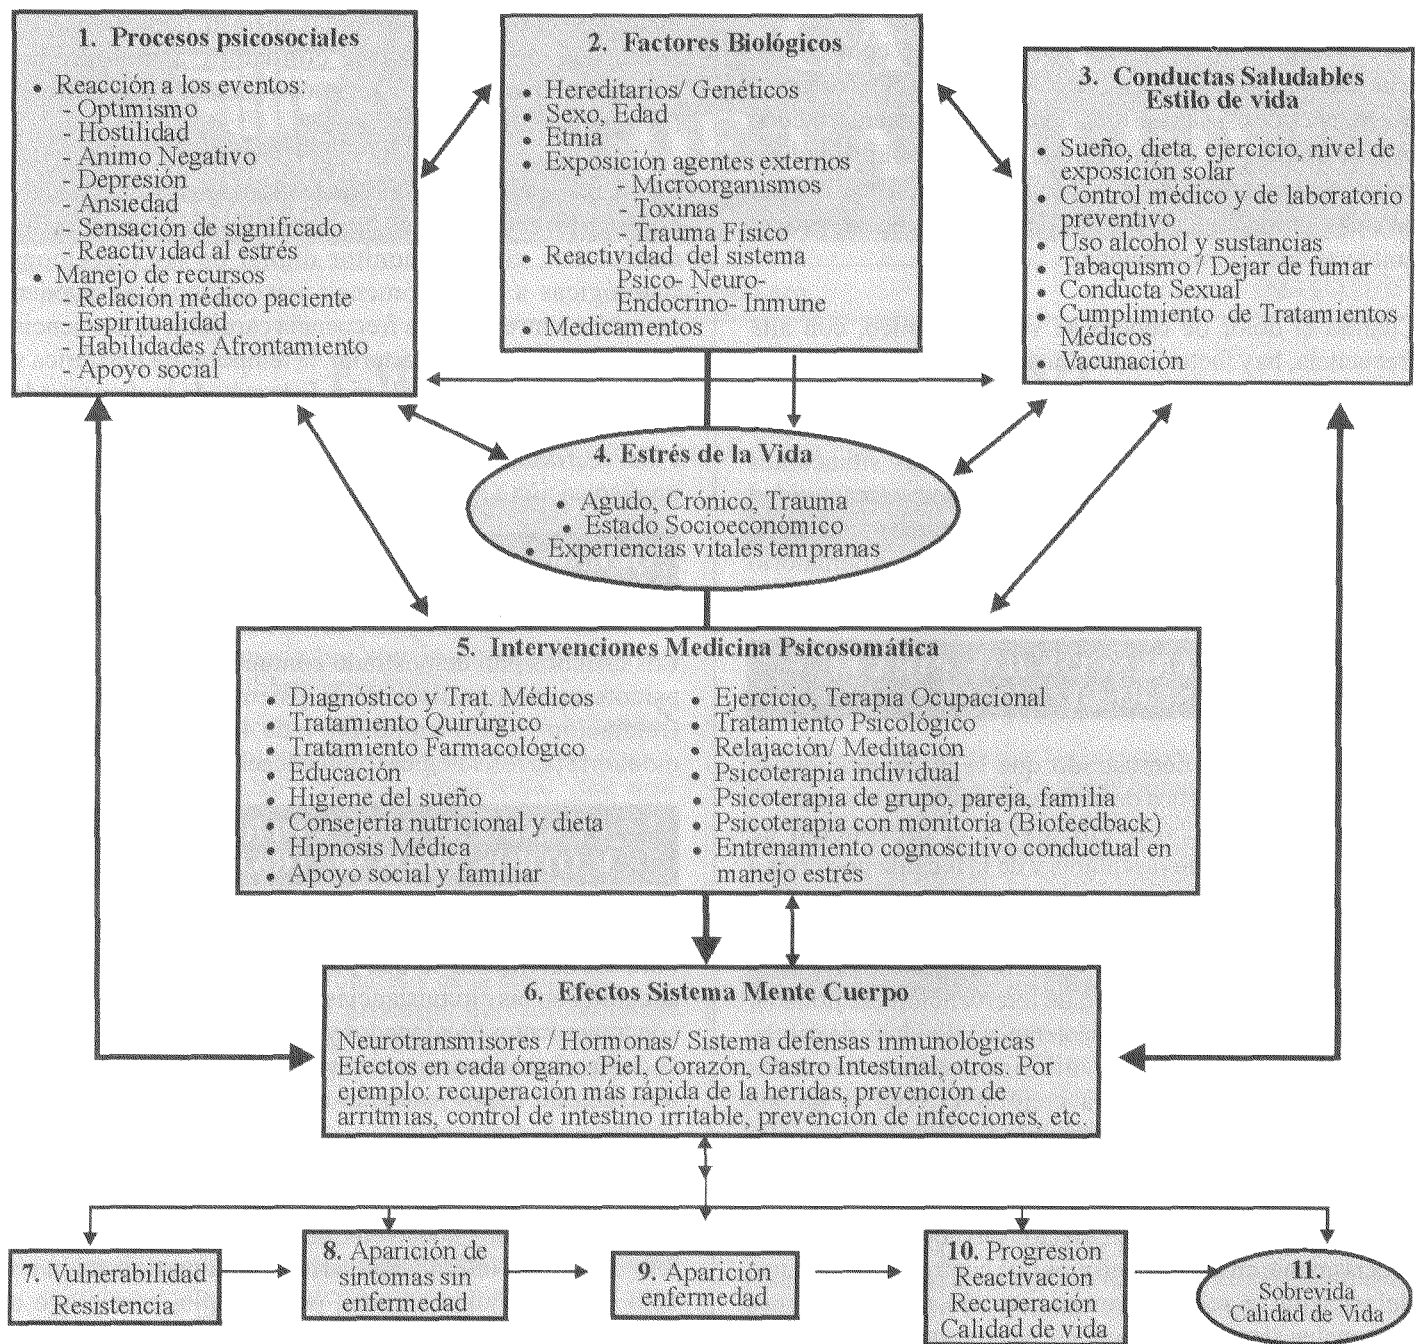 1. Procesos psicosociales
• Reacción a los eventos:
- Optimismo
- Hostilidad
- Animo Negativo
- Depresión
- Ansiedad
- Sensación de significado
- Reactividad al estrés
• Manejo de recursos
- Relación médico paciente
- Espiritualidad
- Habilidades Afrontamiento
- Apoyo social
2. Factores Biológicos
• Hereditarios/ Genéticos
• Sexo, Edad
• Etnia
• Exposición agentes externos
- Microorganismos
- Toxinas
- Trauma Físico
• Reactividad del sistema
Psico- Neuro-
Endocrino- Inmune
• Medicamentos
3. Conductas Saludables
Estilo de vida
• Sueño, dieta, ejercicio, nivel de
exposición solar
• Control médico y de laboratorio
preventivo
• Uso alcohol y sustancias
• Tabaquismo / Dejar de fumar
• Conducta Sexual
• Cumplimiento de Tratamientos
Médicos
• Vacunación
4. Estrés de la Vida
• Agudo, Crónico, Trauma
• Estado Socioeconómico
• Experiencias vitales tempranas
5. Intervenciones Medicina Psicosomática
• Diagnóstico y Trat. Médicos
• Tratamiento Quirúrgico
• Tratamiento Farmacológico
• Educación
• Higiene del sueño
• Consejería nutricional y dieta
• Hipnosis Médica
• Apoyo social y familiar
• Ejercicio, Terapia Ocupacional
• Tratamiento Psicológico
• Relajación/ Meditación
• Psicoterapia individual
• Psicoterapia de grupo, pareja, familia
• Psicoterapia con monitoría (Biofeedback)
• Entrenamiento cognoscitivo conductual en
manejo estrés
6. Efectos Sistema Mente Cuerpo
Neurotransmisores / Hormonas/ Sistema defensas inmunológicas
Efectos en cada órgano: Piel, Corazón, Gastro Intestinal, otros. Por
ejemplo: recuperación más rápida de la heridas, prevención de
arritmias, control de intestino irritable, prevención de infecciones, etc.
7. Vulnerabilidad
Resistencia
8. Aparición de
síntomas sin
enfermedad
9. Aparición
enfermedad
10. Progresión
Reactivación
Recuperación
Calidad de vida
11.
Sobrevida
Calidad de Vida